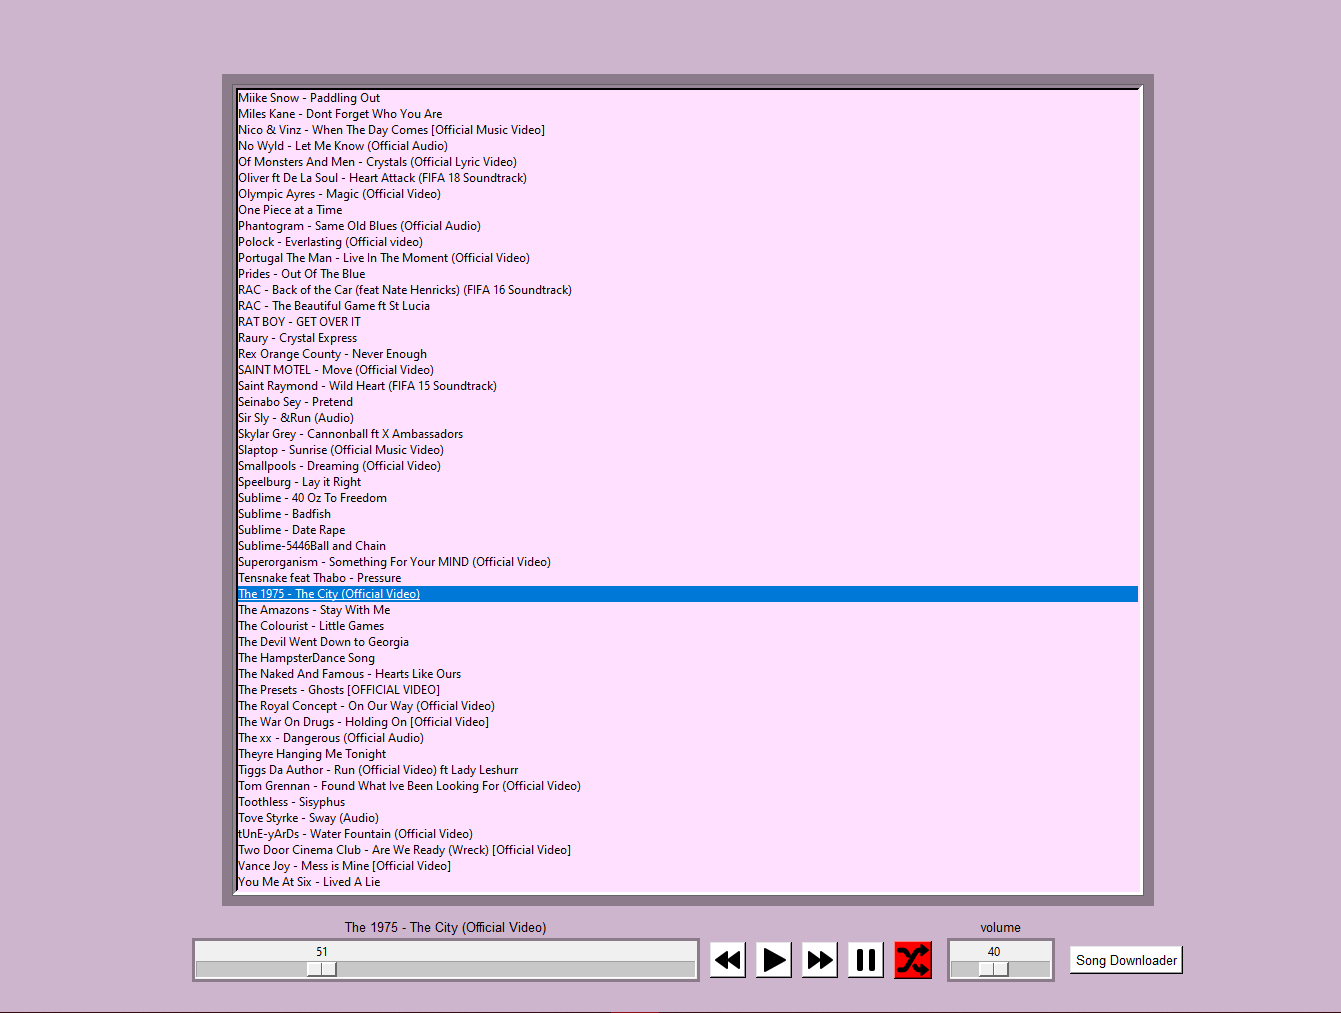 Miike Snow - Paddling Out
Miles Kane - Dont Forget Who You Are
Nico & Vinz - When The Day Comes [Official Music Video]
No Wyld - Let Me Know (Official Audio)
Of Monsters And Men - Crystals (Official Lyric Video)
Oliver ft De La Soul - Heart Attack (FIFA 18 Soundtrack)
Olympic Ayres - Magic (Official Video)
One Piece at a Time
Phantogram - Same Old Blues (Official Audio)
Polock - Everlasting (Official video)
Portugal The Man - Live In The Moment (Official Video)
Prides - Out Of The Blue
RAC - Back of the Car (feat Nate Henricks) (FIFA 16 Soundtrack)
RAC - The Beautiful Game ft St Lucia
RAT BOY - GET OVER IT
Raury - Crystal Express
Rex Orange County - Never Enough
SAINT MOTEL - Move (Official Video)
Saint Raymond - Wild Heart (FIFA 15 Soundtrack)
Seinabo Sey - Pretend
Sir Sly - &Run (Audio)
Skylar Grey - Cannonball ft X Ambassadors
Slaptop - Sunrise (Official Music Video)
Smallpools - Dreaming (Official Video)
Speelburg - Lay it Right
Sublime - 40 Oz To Freedom
Sublime - Badfish
Sublime - Date Rape
Sublime-5446Ball and Chain
Superorganism - Something For Your MIND (Official Video)
Tensnake feat Thabo - Pressure
The 1975 - The City (Official Video)
The Amazons - Stay With Me
The Colourist - Little Games
The Devil Went Down to Georgia
The HampsterDance Song
The Naked And Famous - Hearts Like Ours
The Presets - Ghosts [OFFICIAL VIDEO]
The Royal Concept - On Our Way (Official Video)
The War On Drugs - Holding On [Official Video]
The xx - Dangerous (Official Audio)
Theyre Hanging Me Tonight
Tiggs Da Author - Run (Official Video) ft Lady Leshurr
Tom Grennan - Found What Ive Been Looking For (Official Video)
Toothless - Sisyphus
Tove Styrke - Sway (Audio)
tUnE-yArDs - Water Fountain (Official Video)
Two Door Cinema Club - Are We Ready (Wreck) [Official Video]
Vance Joy - Mess is Mine [Official Video]
You Me At Six - Lived A Lie
The 1975 - The City (Official Video)
volume
51
40
Song Downloader